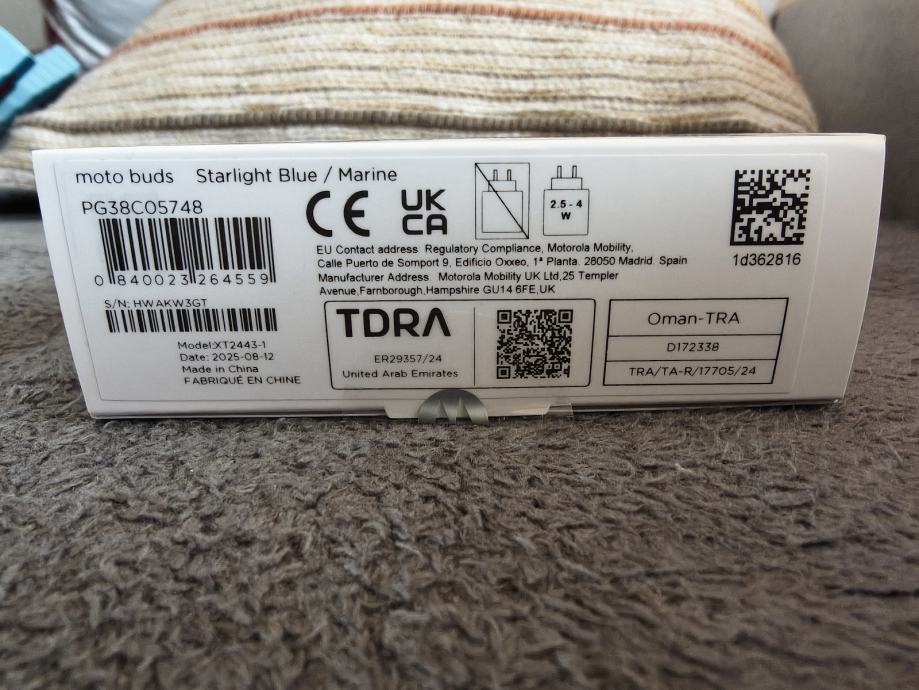 moto buds Starlight Blue / Marine
PG38C05748
0 840023 264559
S/N: HWAKW3GT
Model:XT2443-1
Date: 2025-08-12
Made in China
FABRIQUÉ EN CHINE
CE
UK
CA
2.5 - 4
W
EU Contact address: Regulatory Compliance, Motorola Mobility,
Calle Puerto de Somport 9, Edificio Oxxeo, 1ª Planta. 28050 Madrid. Spain
Manufacturer Address: Motorola Mobility UK Ltd,25 Templer
Avenue,Farnborough,Hampshire GU14 6FE,UK
1d362816
TDRA
ER29357/24
United Arab Emirates
Oman-TRA
D172338
TRA/TA-R/17705/24